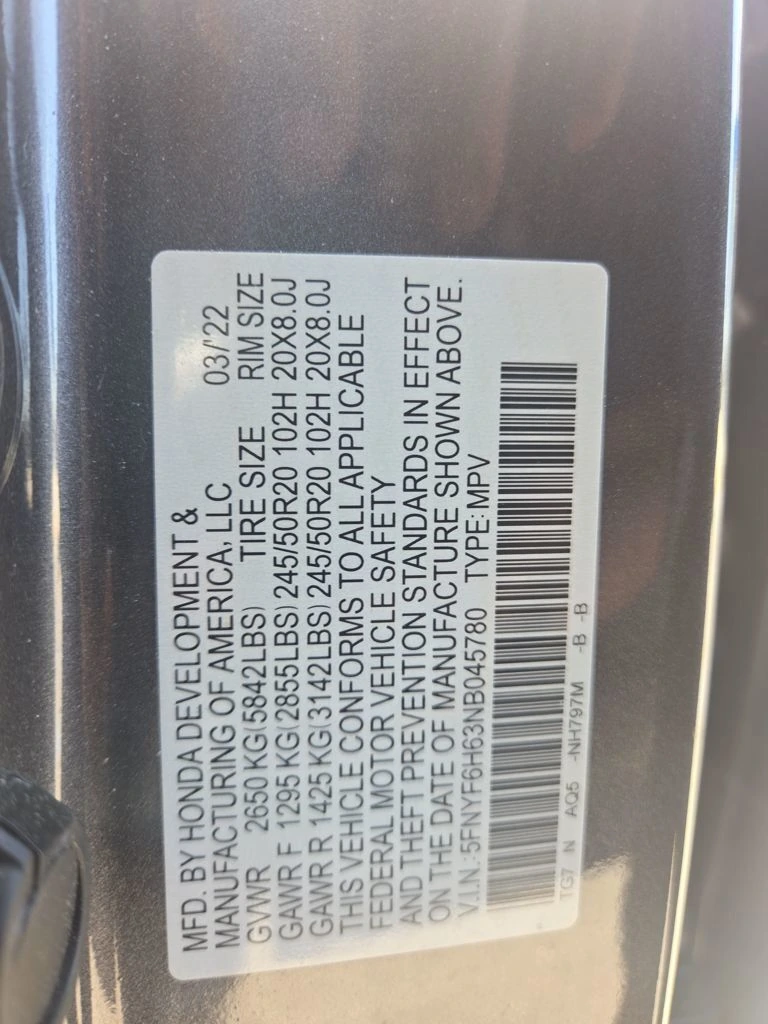 MFD. BY HONDA DEVELOPMENT &
MANUFACTURING OF AMERICA, LLC 03/'22
GVWR 2650 KG(5842LBS) TIRE SIZE RIM SIZE
GAWR F 1295 KG(2855LBS) 245/50R20 102H 20X8.0J
GAWR R 1425 KG(3142LBS) 245/50R20 102H 20X8.0J
THIS VEHICLE CONFORMS TO ALL APPLICABLE
FEDERAL MOTOR VEHICLE SAFETY
AND THEFT PREVENTION STANDARDS IN EFFECT
ON THE DATE OF MANUFACTURE SHOWN ABOVE.
V.I.N.:5FNYF6H63NB045780 TYPE:MPV
TG7 N AQ5 -NH797M -B -B